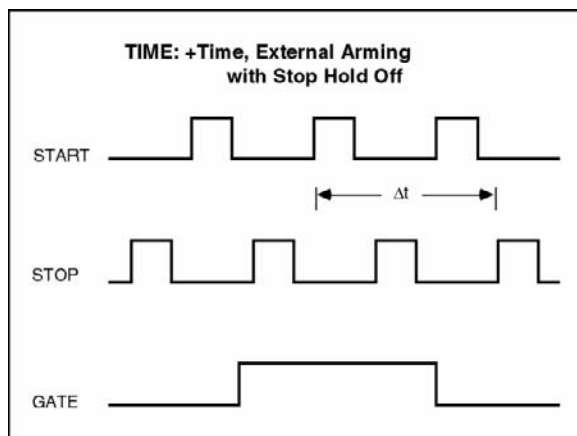 TIME: +Time, External Arming
with Stop Hold Off
START
Δt
STOP
GATE